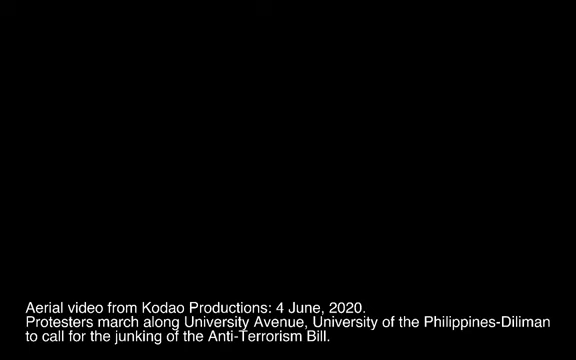 Aerial video from Kodao Productions: 4 June, 2020.
Protesters march along University Avenue, University of the Philippines-Diliman
to call for the junking of the Anti-Terrorism Bill.